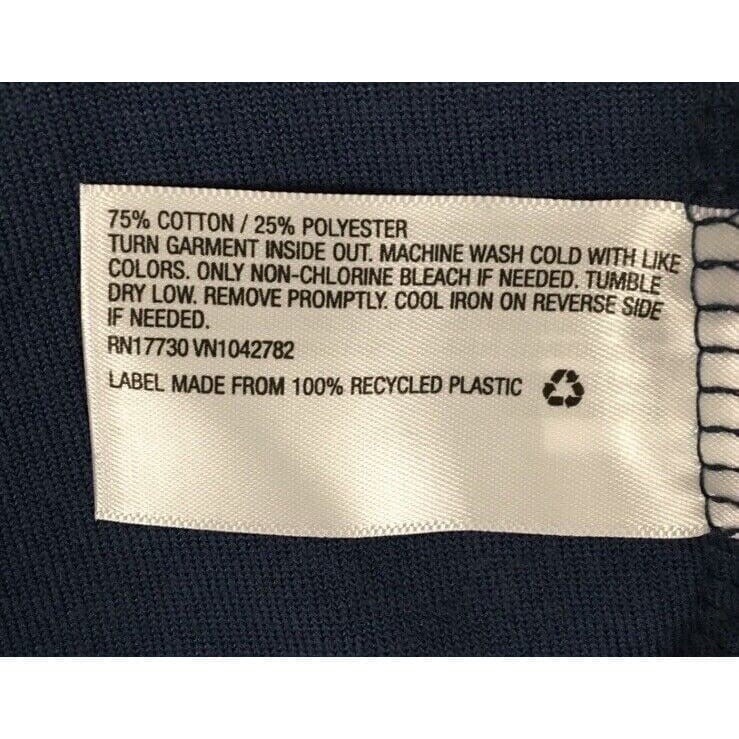 75% COTTON / 25% POLYESTER
TURN GARMENT INSIDE OUT. MACHINE WASH COLD WITH LIKE
COLORS. ONLY NON-CHLORINE BLEACH IF NEEDED. TUMBLE
DRY LOW. REMOVE PROMPTLY. COOL IRON ON REVERSE SIDE
IF NEEDED.
RN17730 VN1042782
LABEL MADE FROM 100% RECYCLED PLASTIC